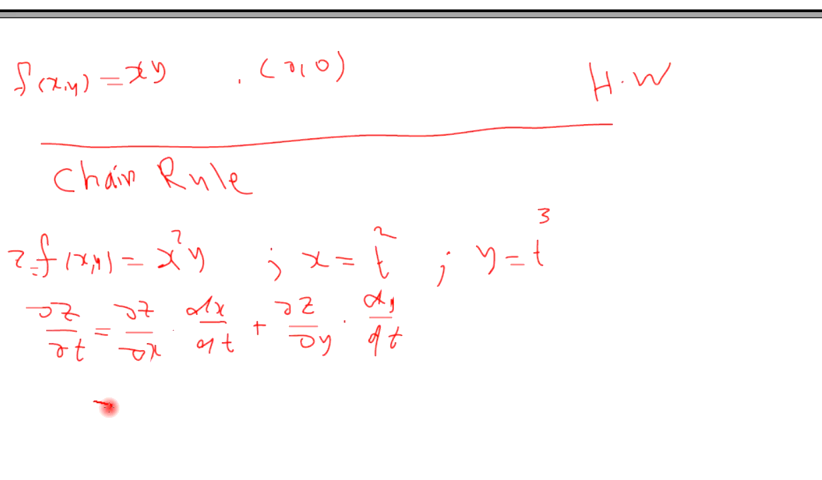 f(x,y) = xy . (0,0) H.W
Chain Rule
z = f(x,y) = x²y ; x = t² ; y = t³
∂z/∂t = ∂z/∂x · dx/dt + ∂z/∂y · dy/dt